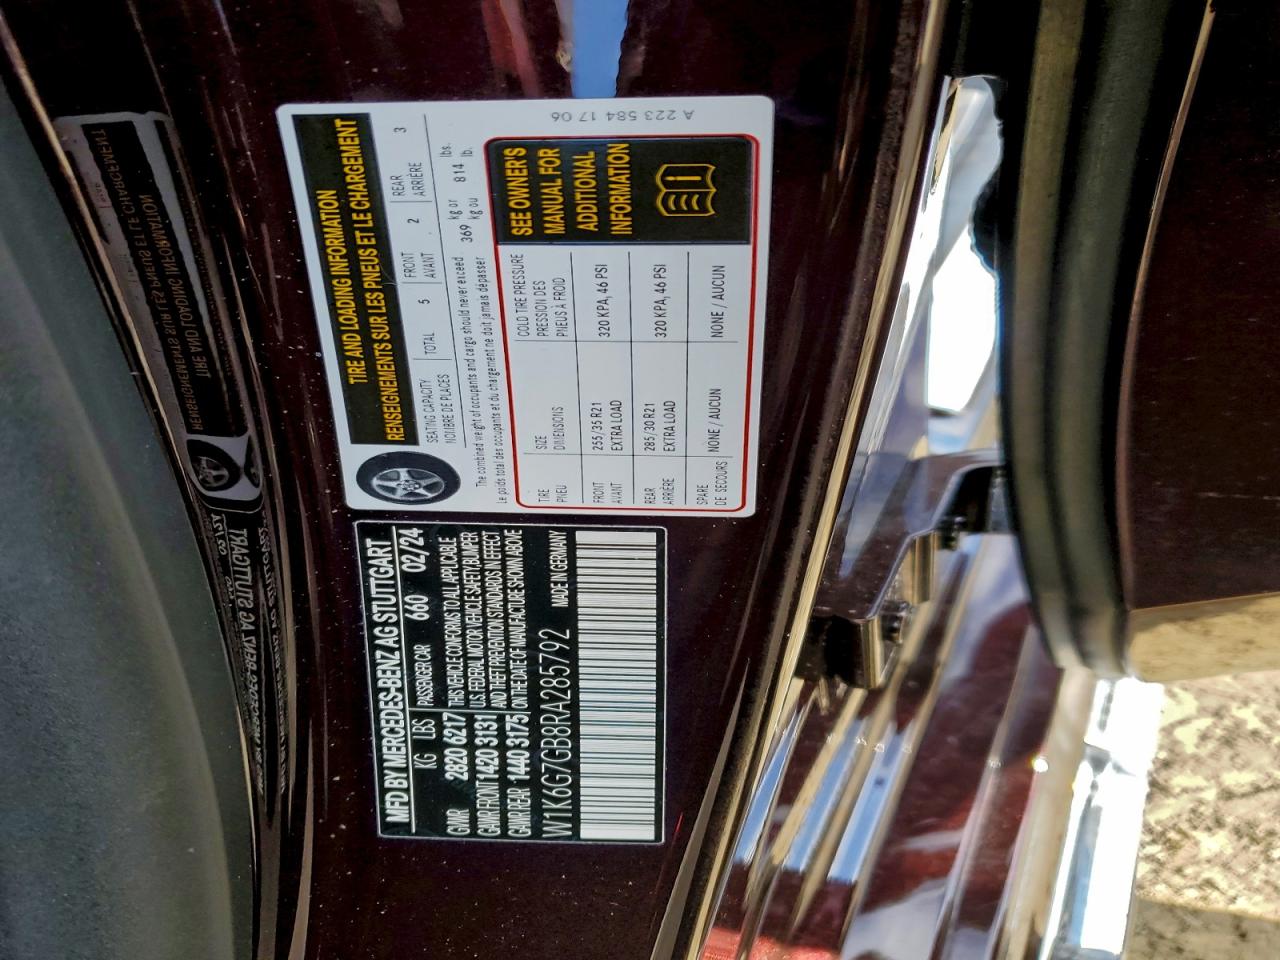 TIRE AND LOADING INFORMATION
RENSEIGNEMENTS SUR LES PNEUS ET LE CHARGEMENT
SEATING CAPACITY
NOMBRE DE PLACES
TOTAL 5
FRONT
AVANT 2
REAR
ARRIÈRE 3
The combined weight of occupants and cargo should never exceed 369 kg or 814 lbs.
Le poids total des occupants et du chargement ne doit jamais dépasser kg ou lb.
TIRE
PNEU
SIZE
DIMENSIONS
COLD TIRE PRESSURE
PRESSION DES
PNEUS À FROID
FRONT
AVANT
255/35 R21
EXTRA LOAD
320 KPA, 46 PSI
REAR
ARRIÈRE
285/30 R21
EXTRA LOAD
320 KPA, 46 PSI
SPARE
DE SECOURS
NONE / AUCUN
NONE / AUCUN
SEE OWNER'S
MANUAL FOR
ADDITIONAL
INFORMATION
A 223 584 17 06
MFD BY MERCEDES-BENZ AG STUTTGART
KG LBS PASSENGER CAR 660 02/24
GVWR 2820 6217
GAWR FRONT 1420 3131
GAWR REAR 1440 3175
THIS VEHICLE CONFORMS TO ALL APPLICABLE
U.S. FEDERAL MOTOR VEHICLE SAFETY, BUMPER
AND THEFT PREVENTION STANDARDS IN EFFECT
ON THE DATE OF MANUFACTURE SHOWN ABOVE
W1K6G7GB8RA285792 MADE IN GERMANY